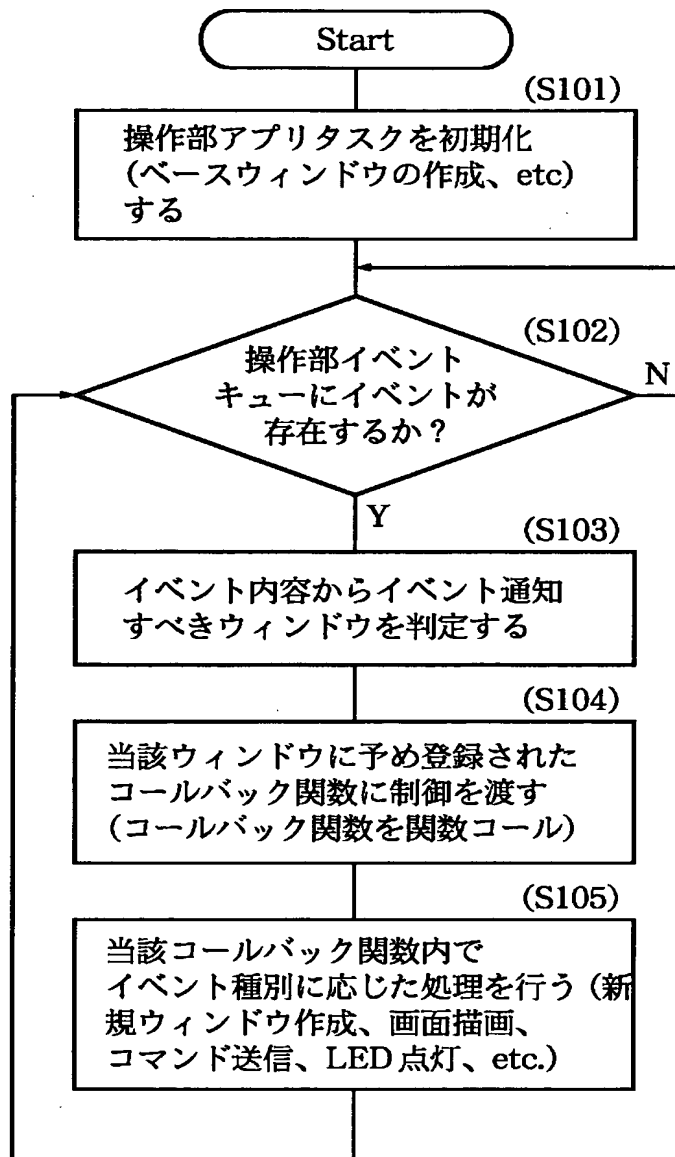 Start
(S101)
操作部アプリタスクを初期化
(ベースウィンドウの作成、etc)
する
(S102)
操作部イベント
キューにイベントが
存在するか？
N
Y
(S103)
イベント内容からイベント通知
すべきウィンドウを判定する
(S104)
当該ウィンドウに予め登録された
コールバック関数に制御を渡す
(コールバック関数を関数コール)
(S105)
当該コールバック関数内で
イベント種別に応じた処理を行う (新
規ウィンドウ作成、画面描画、
コマンド送信、LED点灯、etc.)